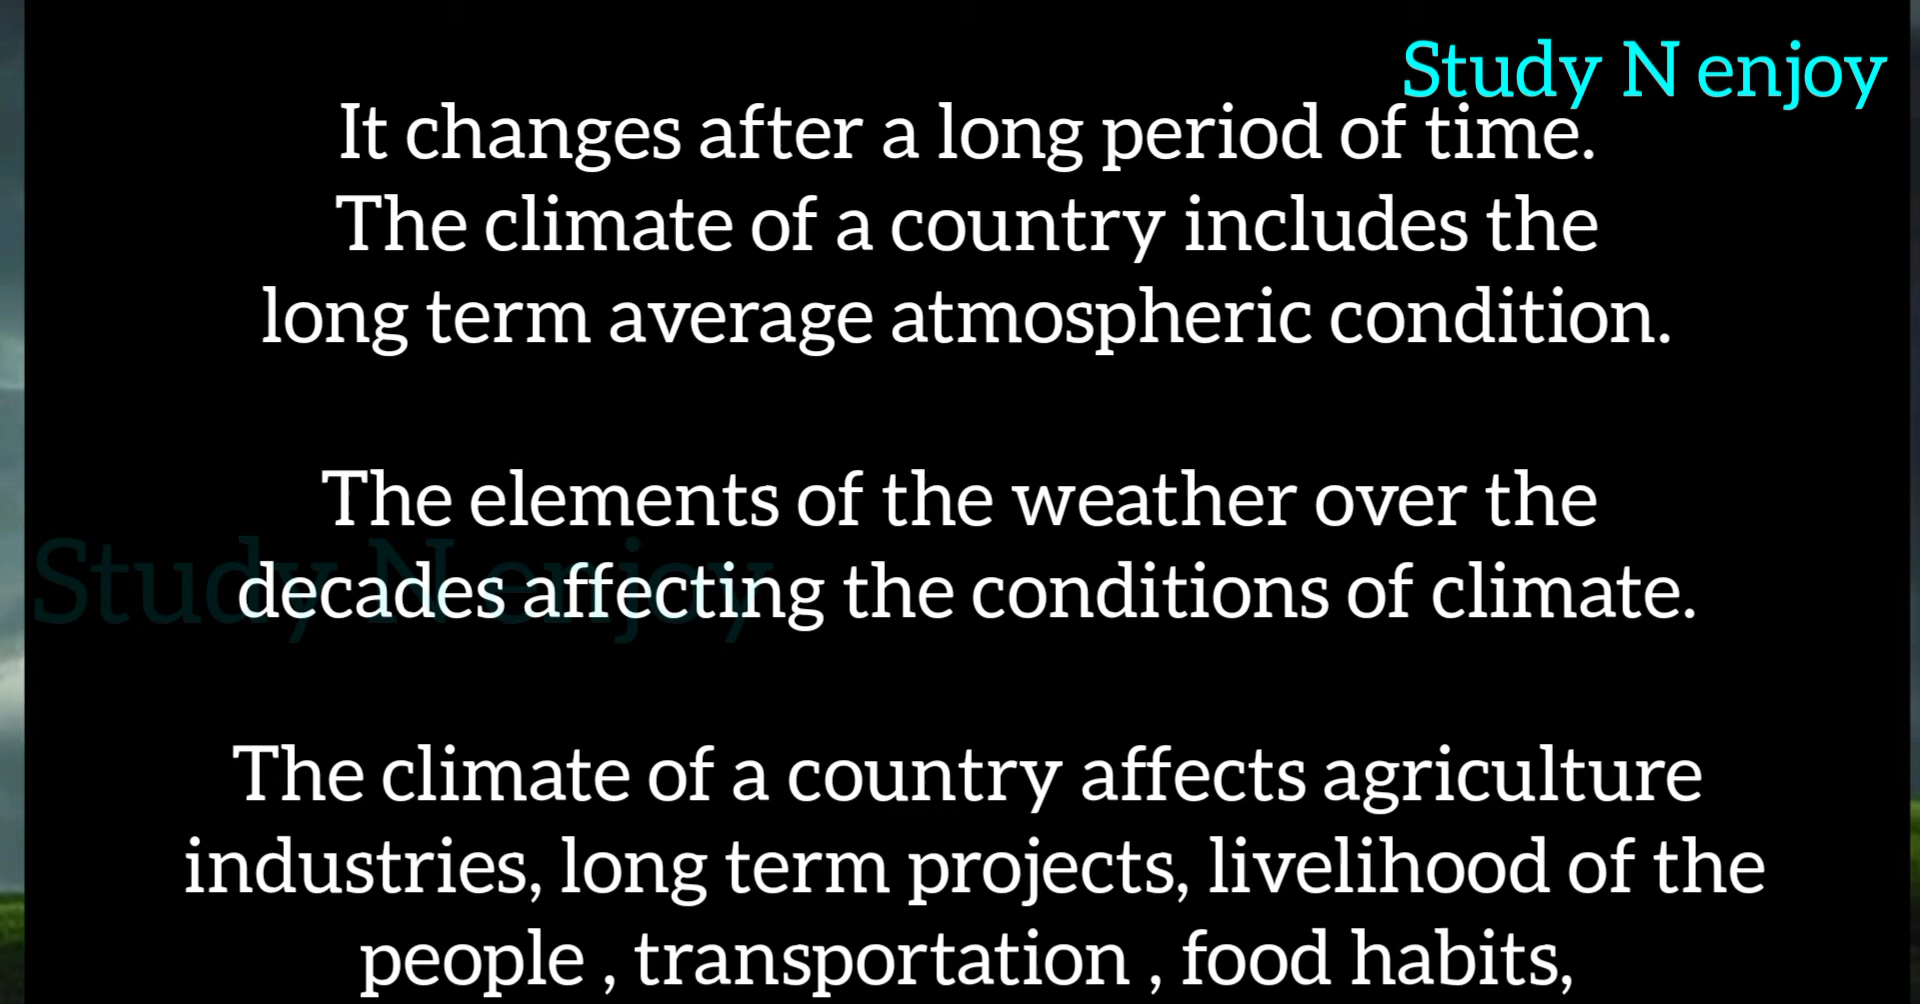 Study N enjoy
It changes after a long period of time.
The climate of a country includes the
long term average atmospheric condition.
The elements of the weather over the
Study N enjoy
decades affecting the conditions of climate.
The climate of a country affects agriculture
industries, long term projects, livelihood of the
people , transportation , food habits,